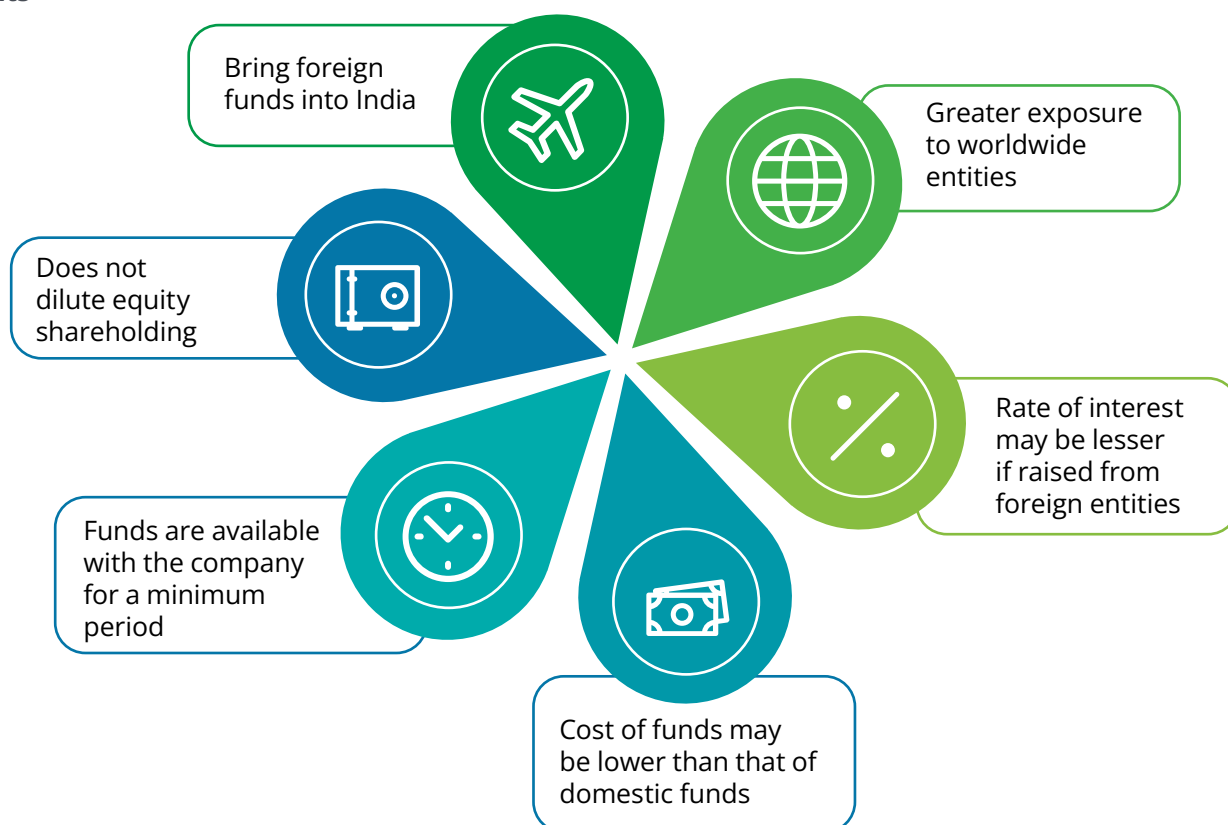 Bring foreign
funds into India
Greater exposure
to worldwide
entities
Does not
dilute equity
shareholding
Rate of interest
may be lesser
if raised from
foreign entities
Funds are available
with the company
for a minimum
period
Cost of funds may
be lower than that of
domestic funds